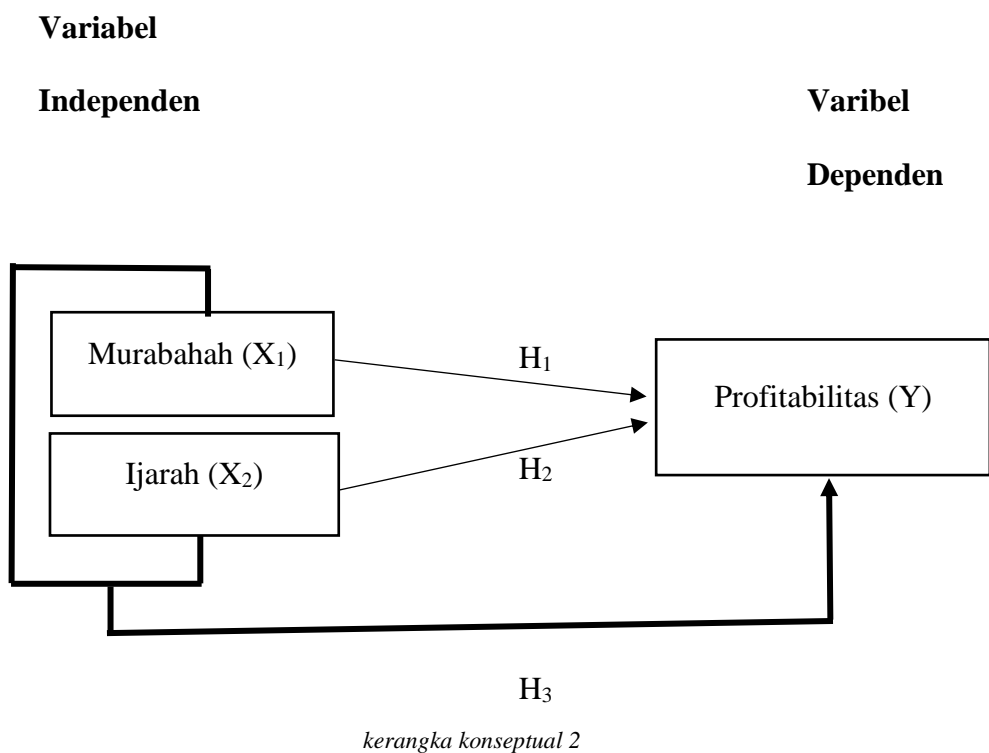 Variabel
Independen
Varibel
Dependen
Murabahah (X₁)
H₁
Profitabilitas (Y)
Ijarah (X₂)
H₂
H₃
kerangka konseptual 2